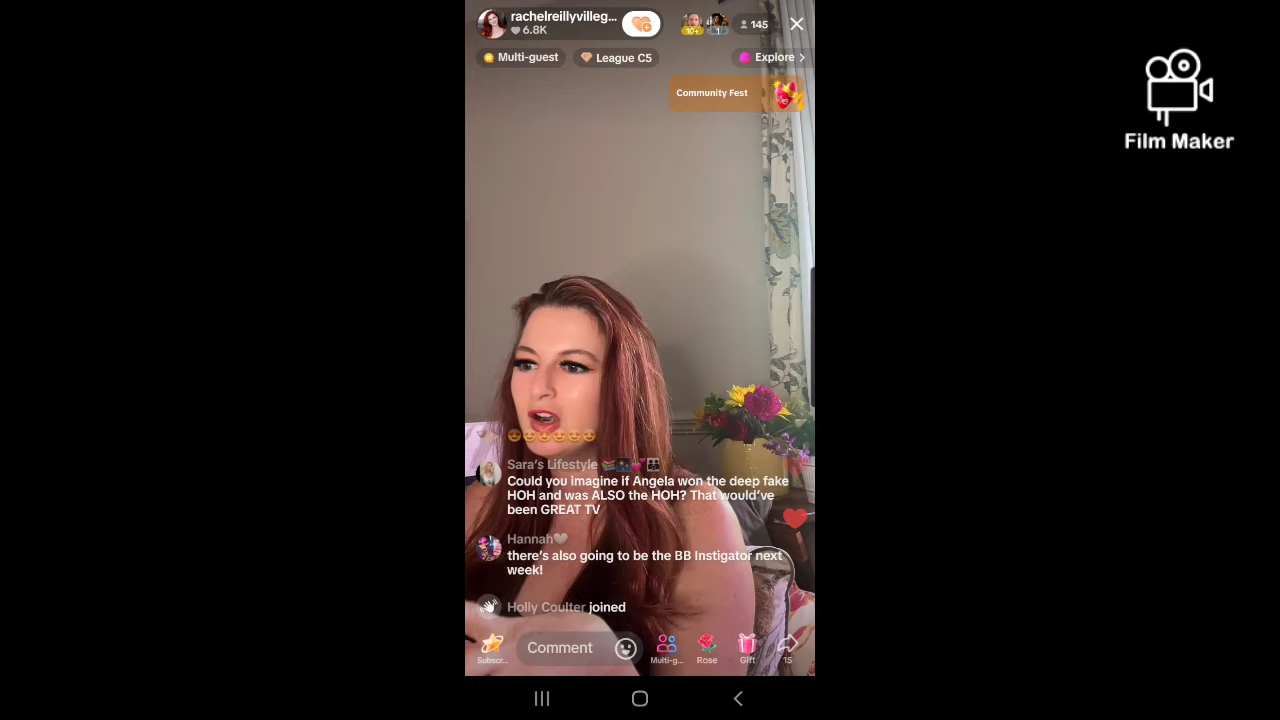 rachelreillyvilleg...
6.8K
10+
1
145
Multi-guest
League C5
Explore
Community Fest
Film Maker
Sara's Lifestyle
Could you imagine if Angela won the deep fake
HOH and was ALSO the HOH? That would've
been GREAT TV
Hannah
there's also going to be the BB Instigator next
week!
Holly Coulter joined
Comment
Subscr...
Multi-g...
Rose
Gift
15